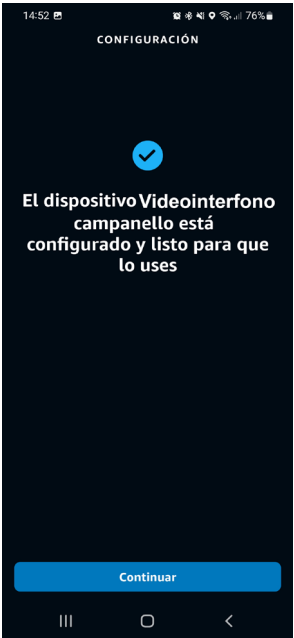 14:52
76%
CONFIGURACIÓN
El dispositivo Videointerfono
campanello está
configurado y listo para que
lo uses
Continuar